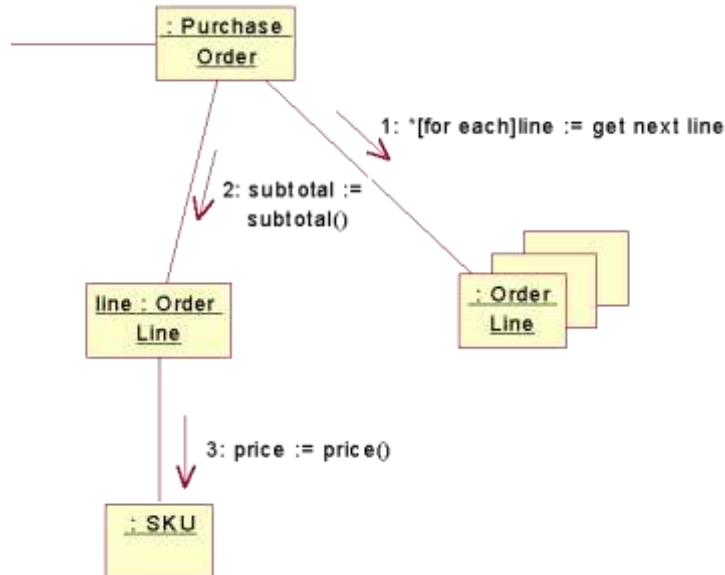 : Purchase
Order
1: *[for each]line := get next line
2: subtotal :=
subtotal()
line : Order
Line
: Order
Line
3: price := price()
: SKU